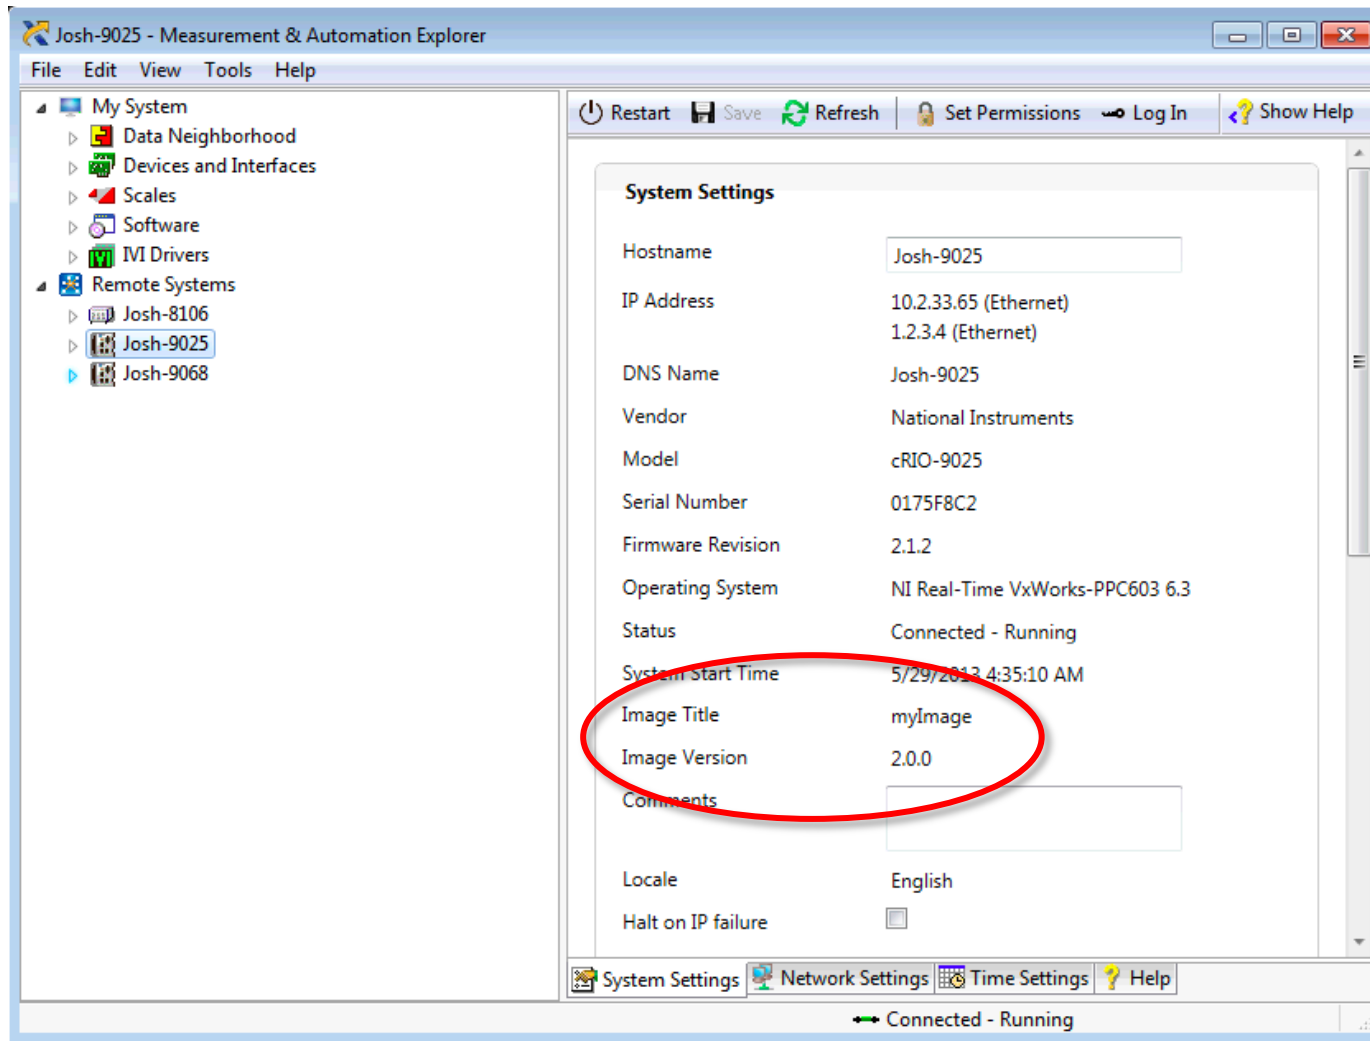 Josh-9025 - Measurement & Automation Explorer
File Edit View Tools Help
My System
Data Neighborhood
Devices and Interfaces
Scales
Software
IVI Drivers
Remote Systems
Josh-8106
Josh-9025
Josh-9068
Restart Save Refresh Set Permissions Log In Show Help
System Settings
Hostname Josh-9025
IP Address 10.2.33.65 (Ethernet)
1.2.3.4 (Ethernet)
DNS Name Josh-9025
Vendor National Instruments
Model cRIO-9025
Serial Number 0175F8C2
Firmware Revision 2.1.2
Operating System NI Real-Time VxWorks-PPC603 6.3
Status Connected - Running
System Start Time 5/29/2013 4:35:10 AM
Image Title myImage
Image Version 2.0.0
Comments
Locale English
Halt on IP failure
System Settings Network Settings Time Settings Help
Connected - Running